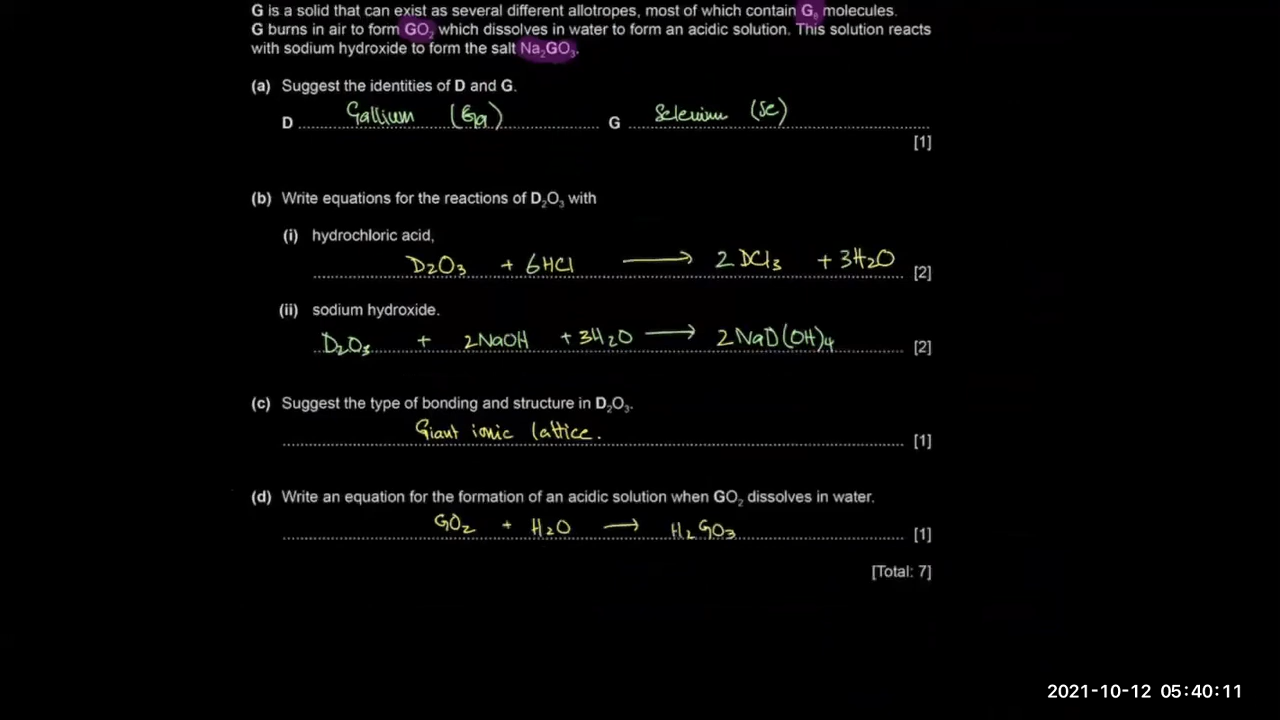 G is a solid that can exist as several different allotropes, most of which contain G₈ molecules.
G burns in air to form GO₂ which dissolves in water to form an acidic solution. This solution reacts
with sodium hydroxide to form the salt Na₂GO₃.
(a) Suggest the identities of D and G.
D Gallium (Ga) G Selenium (Se)
[1]
(b) Write equations for the reactions of D₂O₃ with
(i) hydrochloric acid,
D₂O₃ + 6HCl ⟶ 2DCl₃ + 3H₂O [2]
(ii) sodium hydroxide.
D₂O₃ + 2NaOH + 3H₂O ⟶ 2NaD(OH)₄ [2]
(c) Suggest the type of bonding and structure in D₂O₃.
Giant ionic lattice. [1]
(d) Write an equation for the formation of an acidic solution when GO₂ dissolves in water.
GO₂ + H₂O ⟶ H₂GO₃ [1]
[Total: 7]
2021-10-12 05:40:11